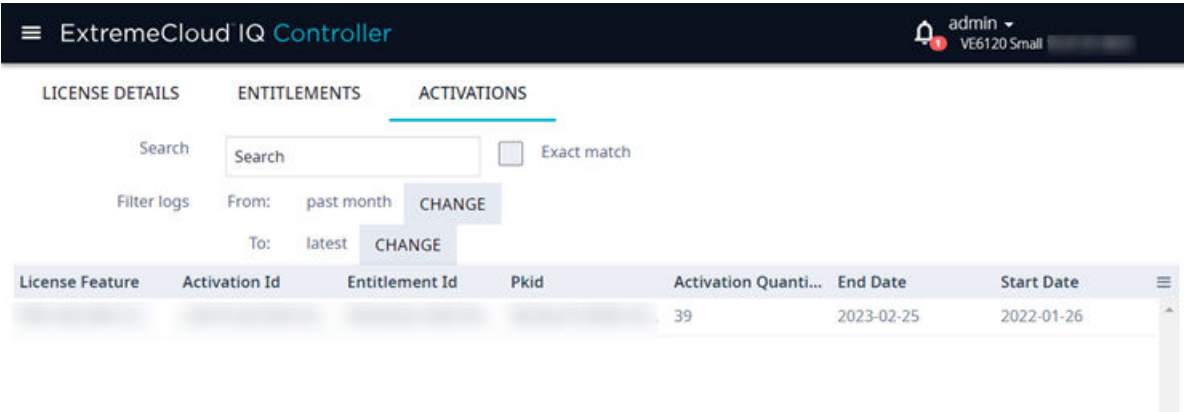 ExtremeCloud IQ Controller
admin
1
VE6120 Small
LICENSE DETAILS ENTITLEMENTS ACTIVATIONS
Search Search Exact match
Filter logs From: past month CHANGE
To: latest CHANGE
License Feature Activation Id Entitlement Id Pkid Activation Quanti... End Date Start Date
39 2023-02-25 2022-01-26